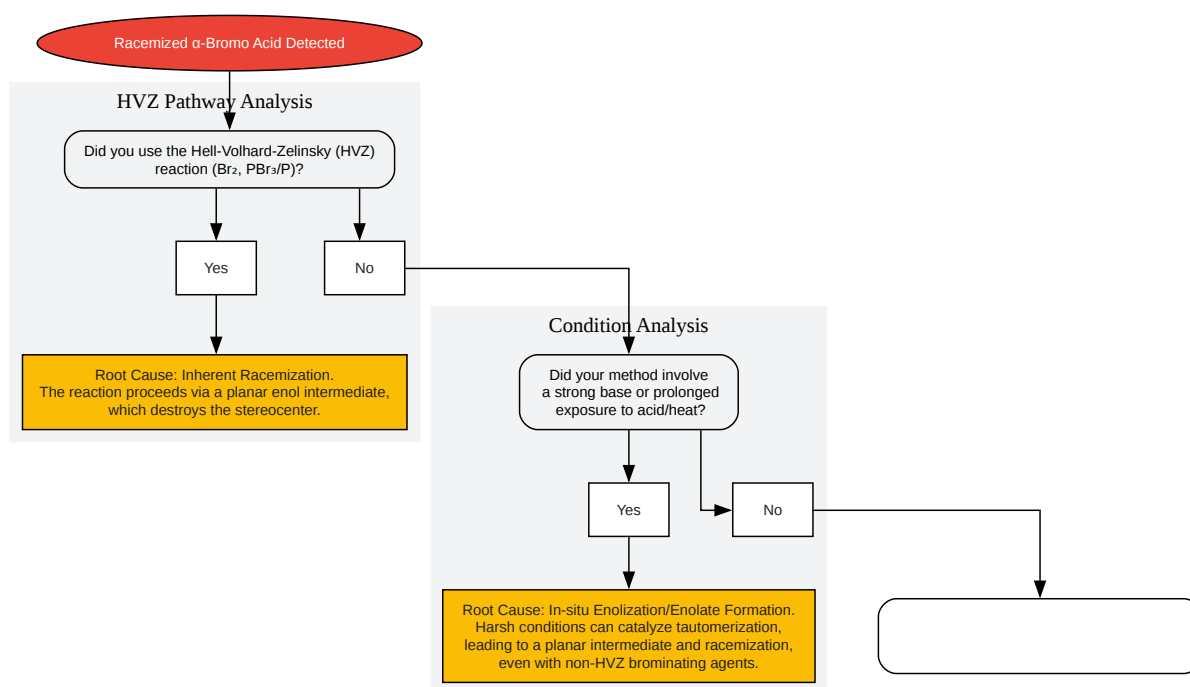 Racemized α-Bromo Acid Detected
HVZ Pathway Analysis
Did you use the Hell-Volhard-Zelinsky (HVZ)
reaction (Br₂, PBr₃/P)?
Yes
No
Root Cause: Inherent Racemization.
The reaction proceeds via a planar enol intermediate,
which destroys the stereocenter.
Condition Analysis
Did your method involve
a strong base or prolonged
exposure to acid/heat?
Yes
No
Root Cause: In-situ Enolization/Enolate Formation.
Harsh conditions can catalyze tautomerization,
leading to a planar intermediate and racemization,
even with non-HVZ brominating agents.